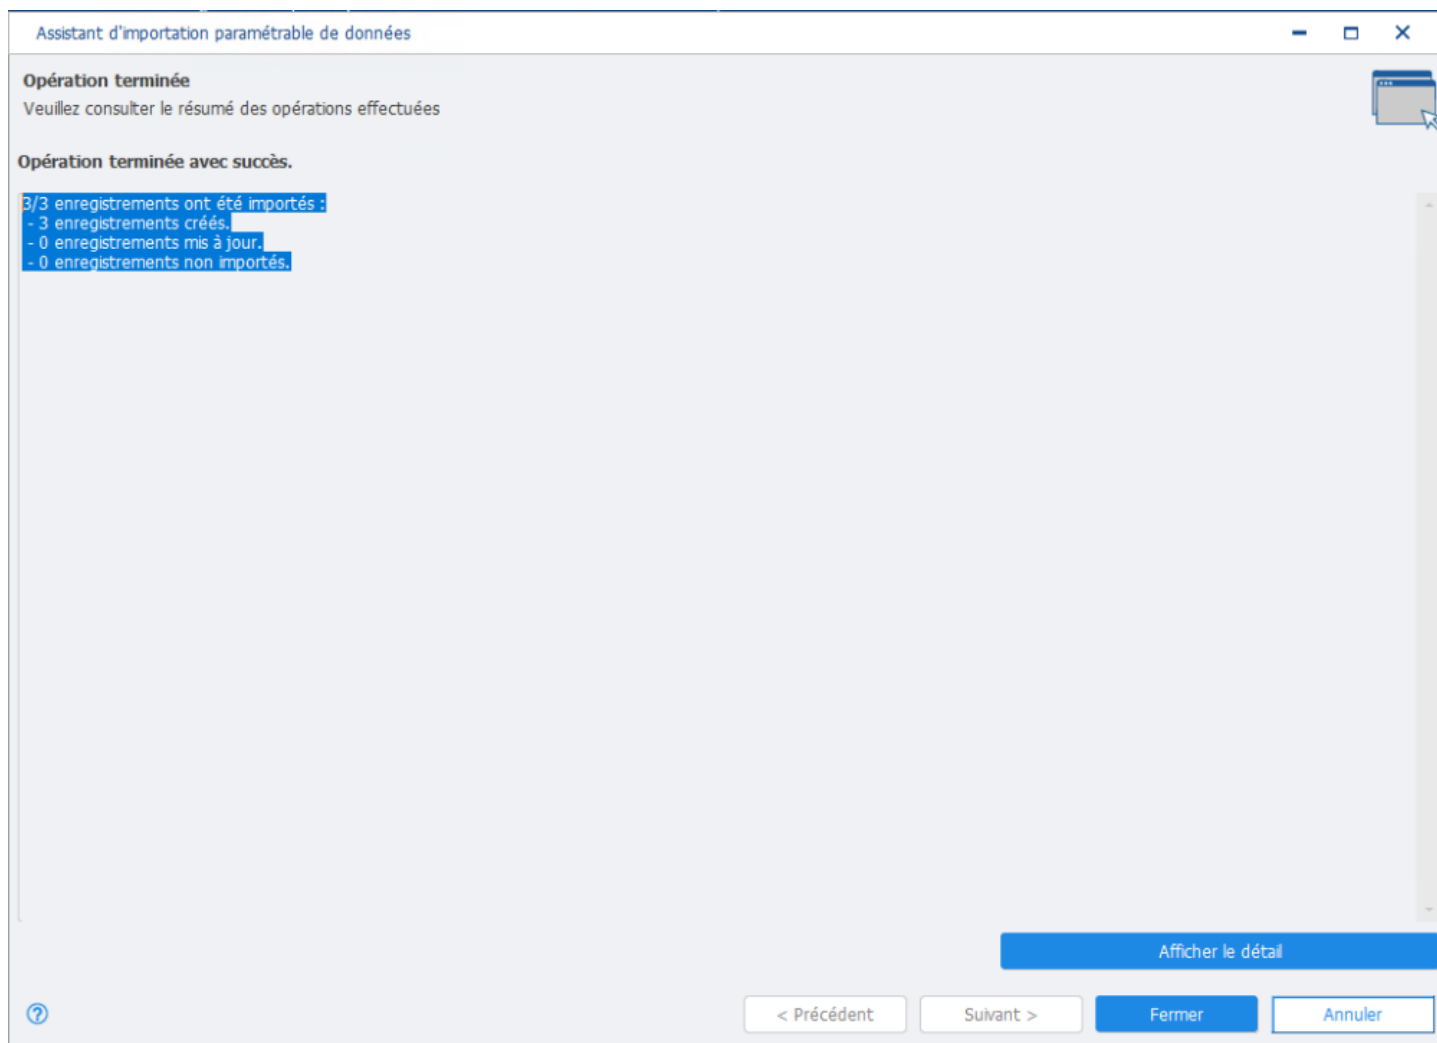 Assistant d'importation paramétrable de données
Opération terminée
Veuillez consulter le résumé des opérations effectuées
Opération terminée avec succès.
3/3 enregistrements ont été importés :
- 3 enregistrements créés.
- 0 enregistrements mis à jour.
- 0 enregistrements non importés.
Afficher le détail
?
< Précédent
Suivant >
Fermer
Annuler